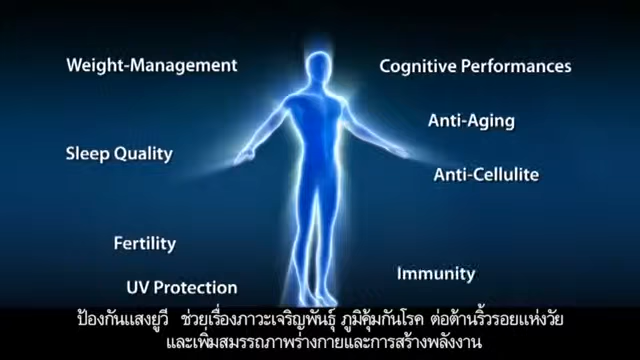 Weight-Management
Cognitive Performances
Anti-Aging
Sleep Quality
Anti-Cellulite
Fertility
Immunity
UV Protection
ป้องกันแสงยูวี ช่วยเรื่องภาวะเจริญพันธุ์ ภูมิคุ้มกันโรค ต่อต้านริ้วรอยแห่งวัย
และเพิ่มสมรรถภาพร่างกายและการสร้างพลังงาน